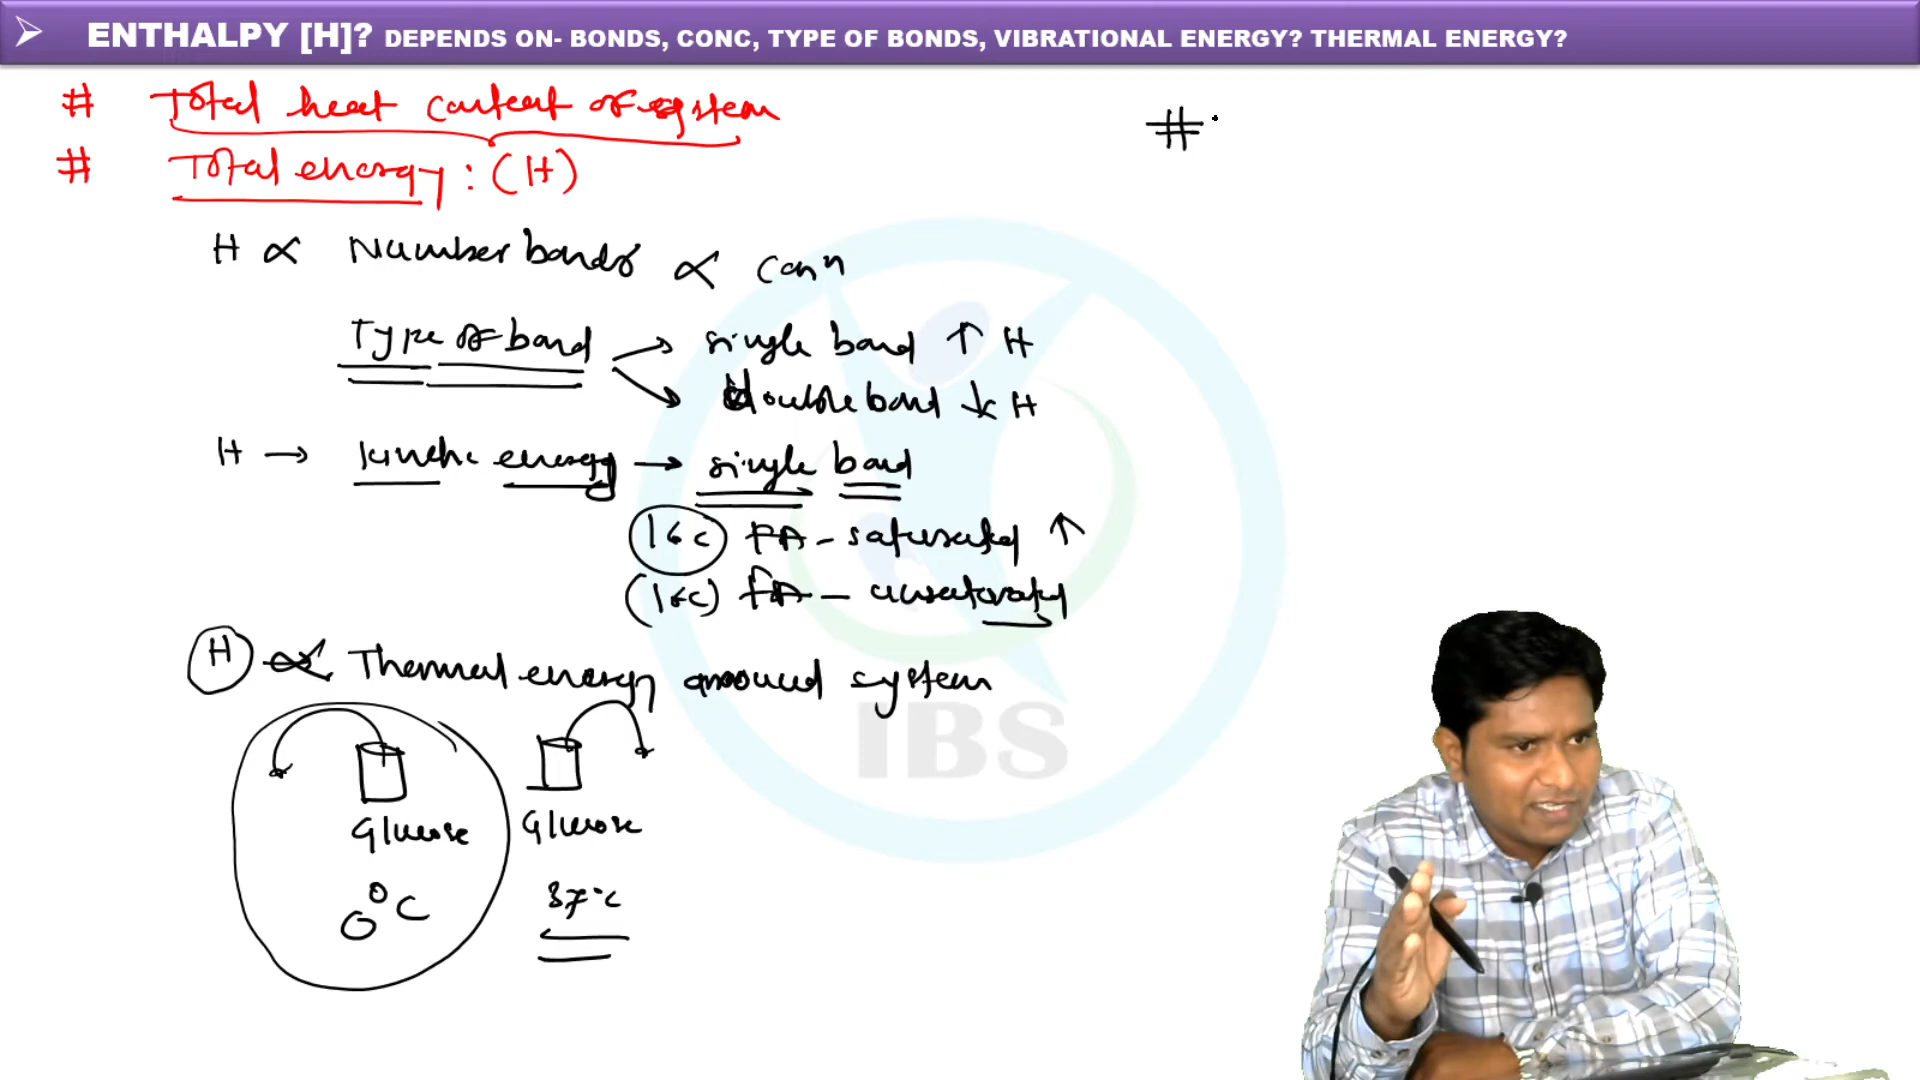 ENTHALPY [H]? DEPENDS ON- BONDS, CONC, TYPE OF BONDS, VIBRATIONAL ENERGY? THERMAL ENERGY?
# Total heat content of system
# Total energy : (H)
#
H ∝ Number bonds ∝ Conⁿ
Type of bond → single bond ↑ H
→ double bond ↓ H
H → kinetic energy → single bond
16c FA - saturated ↑
(16c) FA - unsaturated
H ∝ Thermal energy around system
IBS
Glucose Glucose
0°C 37°C